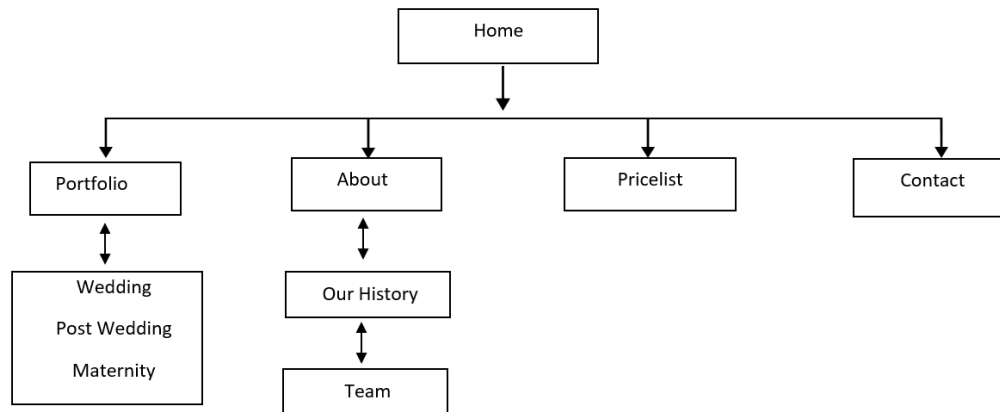 Home
Portfolio
About
Pricelist
Contact
Wedding
Post Wedding
Maternity
Our History
Team